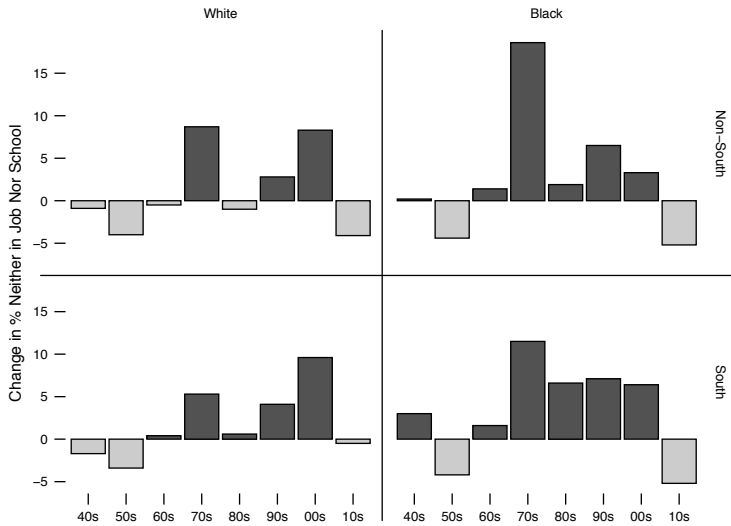 White
Black
Change in % Neither in Job Nor School
15
10
5
0
−5
Non−South
15
10
5
0
−5
South
40s 50s 60s 70s 80s 90s 00s 10s
40s 50s 60s 70s 80s 90s 00s 10s